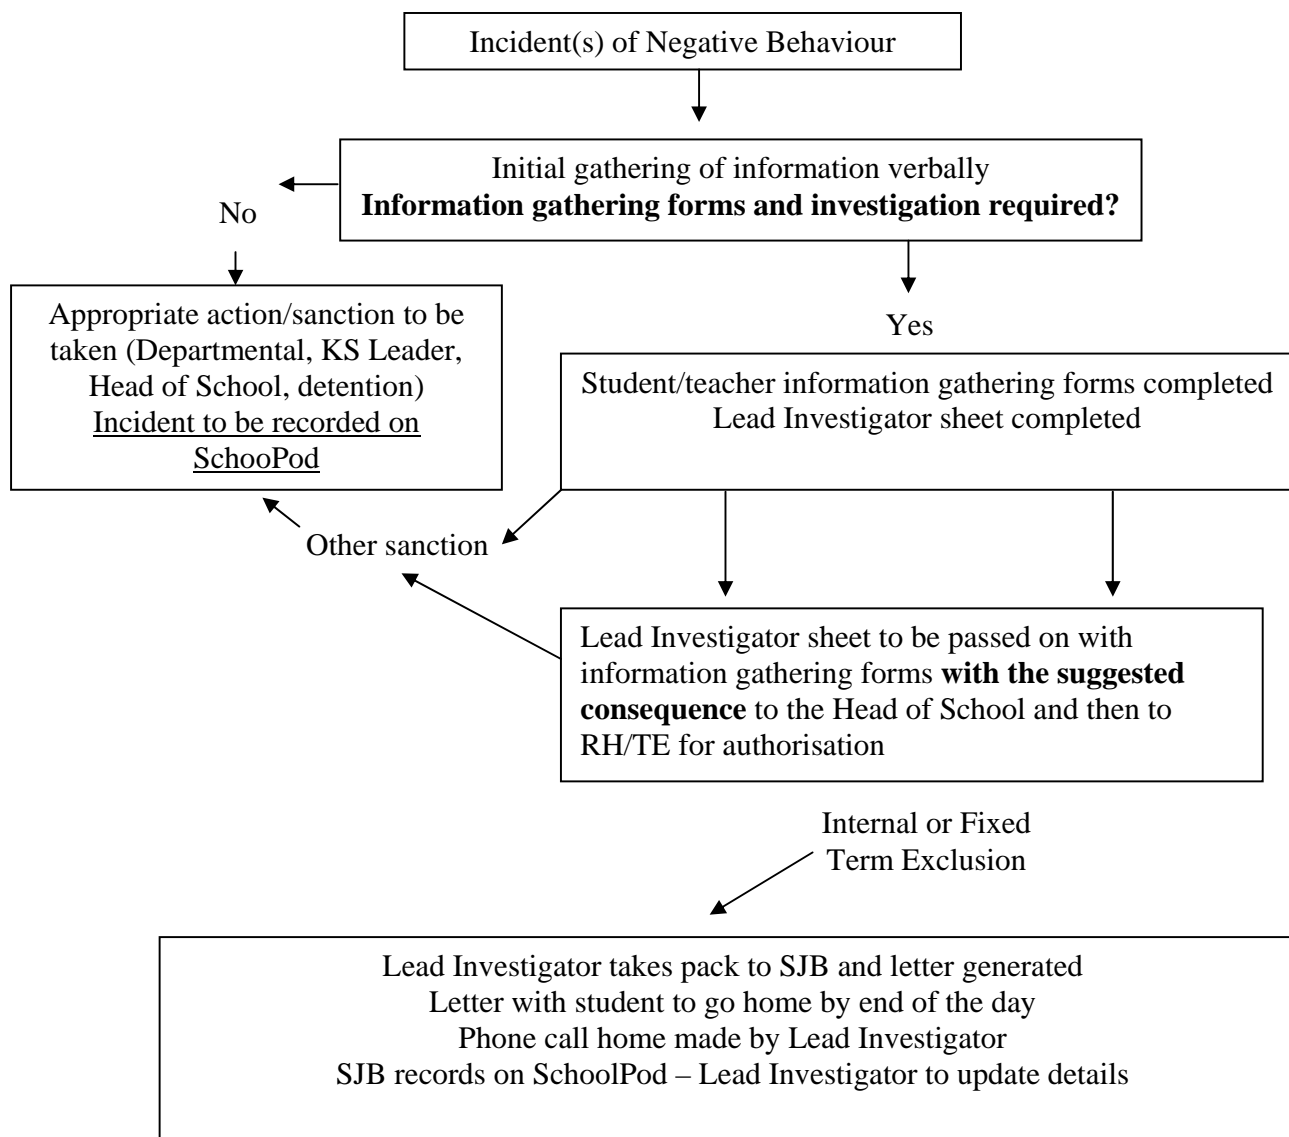 Incident(s) of Negative Behaviour
Initial gathering of information verbally
Information gathering forms and investigation required?
No
Appropriate action/sanction to be
taken (Departmental, KS Leader,
Head of School, detention)
Incident to be recorded on
SchooPod
Yes
Student/teacher information gathering forms completed
Lead Investigator sheet completed
Other sanction
Lead Investigator sheet to be passed on with
information gathering forms with the suggested
consequence to the Head of School and then to
RH/TE for authorisation
Internal or Fixed
Term Exclusion
Lead Investigator takes pack to SJB and letter generated
Letter with student to go home by end of the day
Phone call home made by Lead Investigator
SJB records on SchoolPod – Lead Investigator to update details